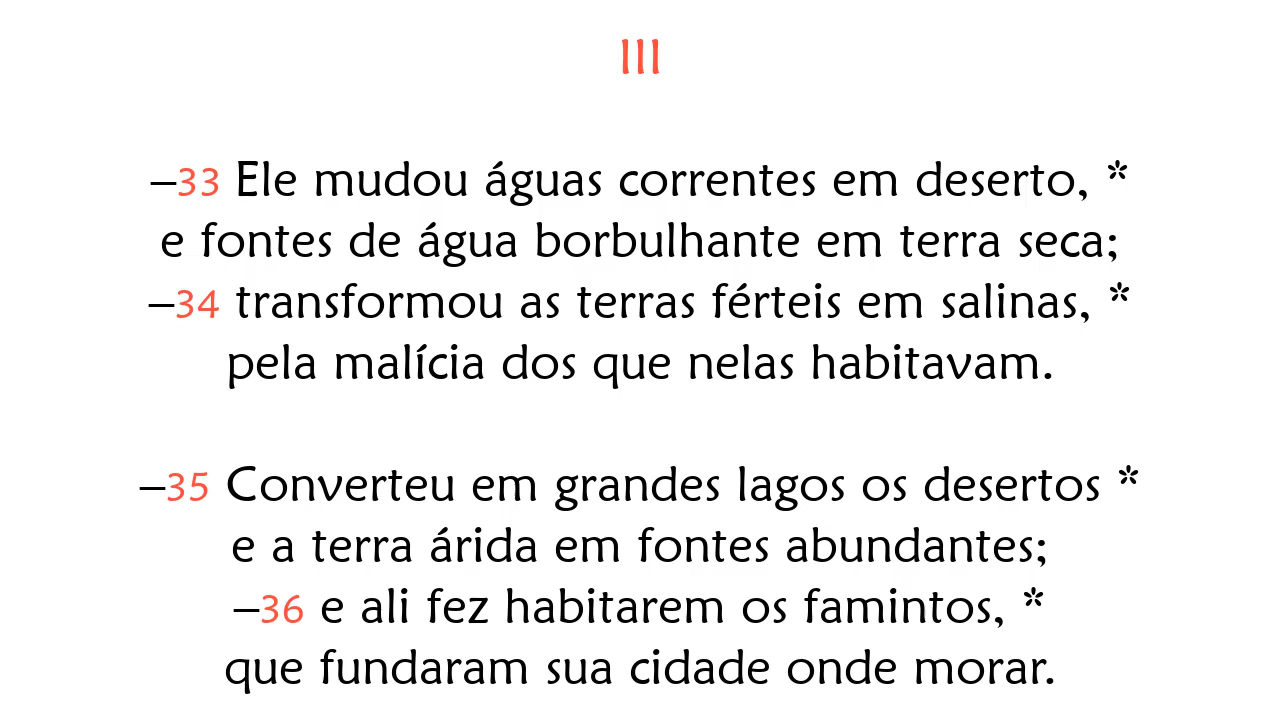 III
–33 Ele mudou águas correntes em deserto, *
e fontes de água borbulhante em terra seca;
–34 transformou as terras férteis em salinas, *
pela malícia dos que nelas habitavam.
–35 Converteu em grandes lagos os desertos *
e a terra árida em fontes abundantes;
–36 e ali fez habitarem os famintos, *
que fundaram sua cidade onde morar.